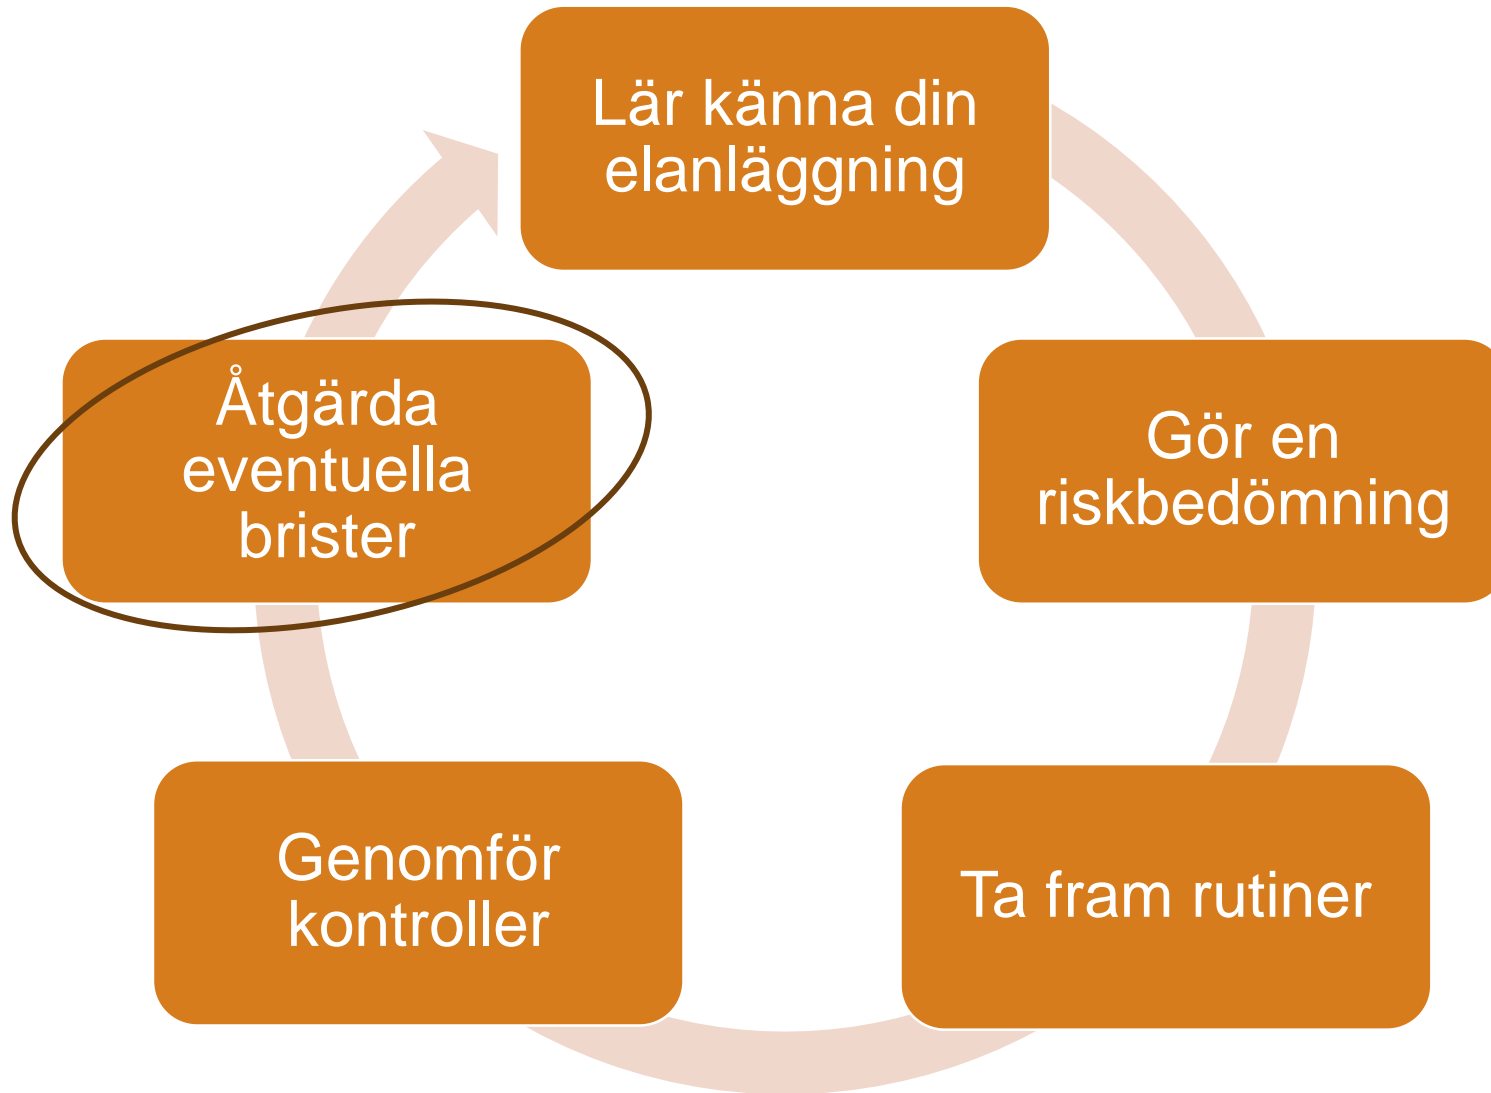 Lär känna din
elanläggning
Gör en
riskbedömning
Ta fram rutiner
Genomför
kontroller
Åtgärda
eventuella
brister